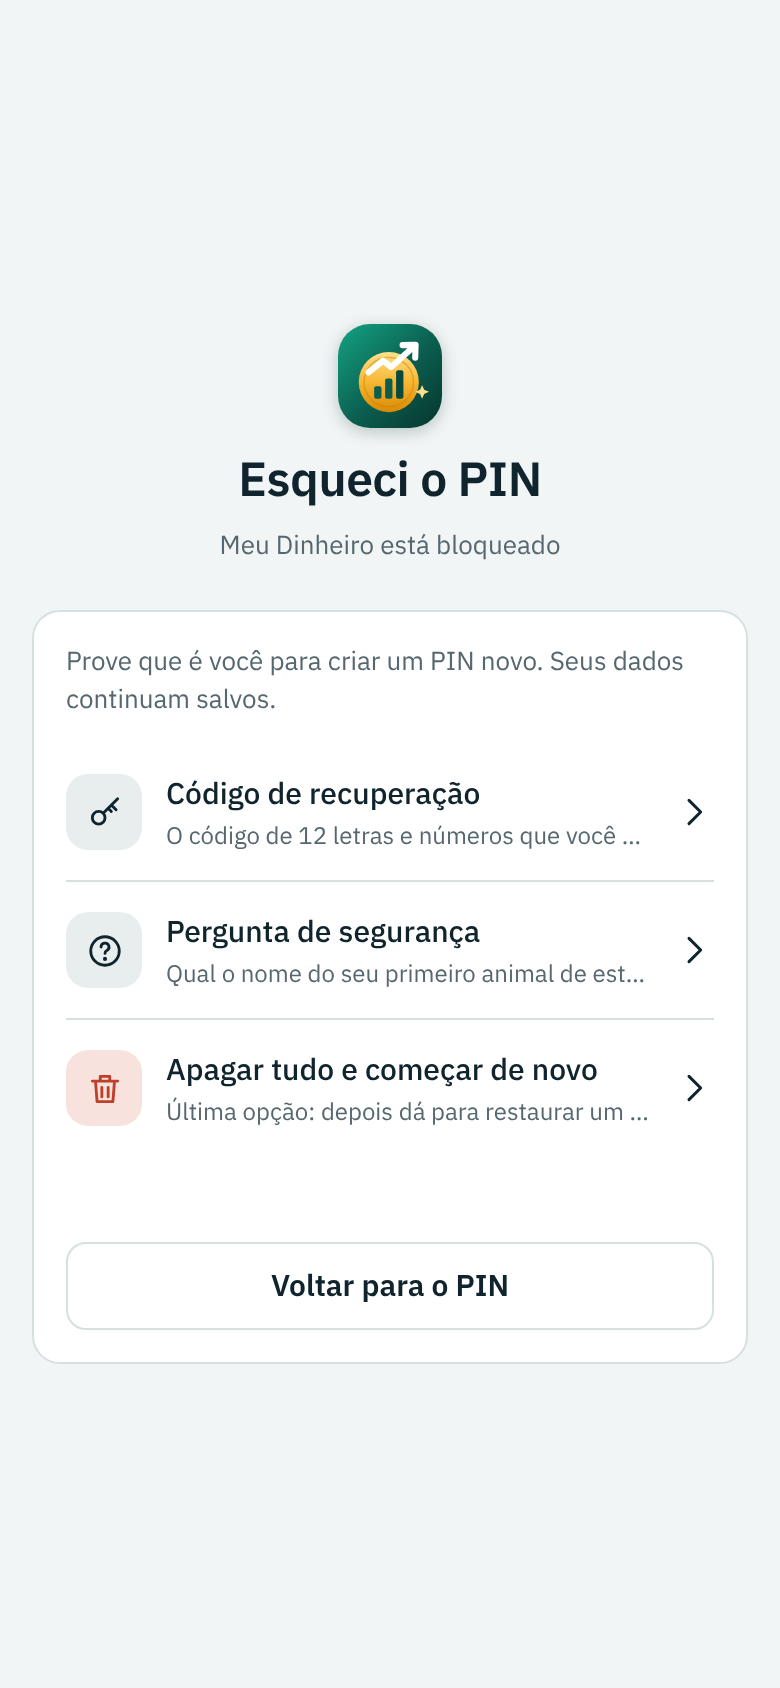 Esqueci o PIN
Meu Dinheiro está bloqueado
Prove que é você para criar um PIN novo. Seus dados
continuam salvos.
Código de recuperação
O código de 12 letras e números que você ...
Pergunta de segurança
Qual o nome do seu primeiro animal de est...
Apagar tudo e começar de novo
Última opção: depois dá para restaurar um ...
Voltar para o PIN